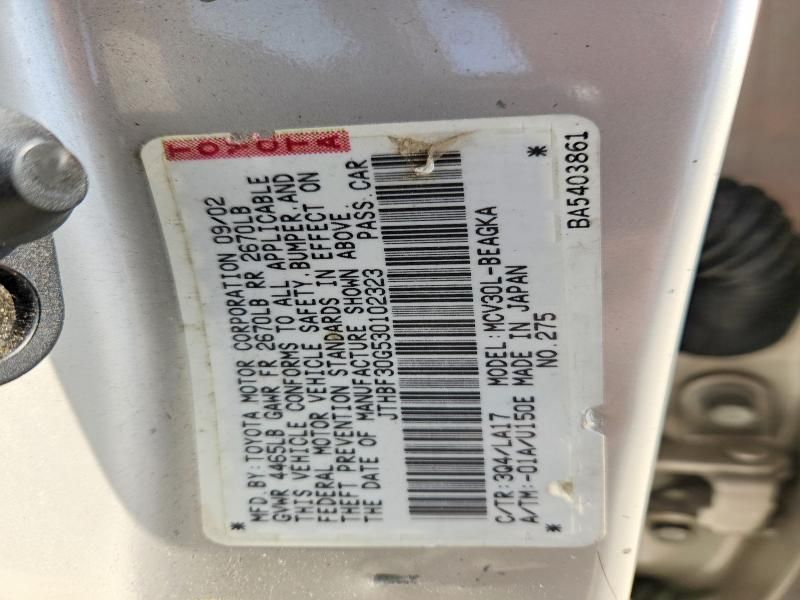 TOYOTA
* MFD. BY: TOYOTA MOTOR CORPORATION 09/02
GVWR 4465LB GAWR FR 2670LB RR 2670LB
THIS VEHICLE CONFORMS TO ALL APPLICABLE
FEDERAL MOTOR VEHICLE SAFETY BUMPER AND
THEFT PREVENTION STANDARDS IN EFFECT ON
THE DATE OF MANUFACTURE SHOWN ABOVE.
JTHBF30G530102323 PASS. CAR
C/TR:3Q4/LA17 MODEL:MCV30L-BEAGKA *
A/TM:-01A/U150E MADE IN JAPAN
* NO.275
BA5403861